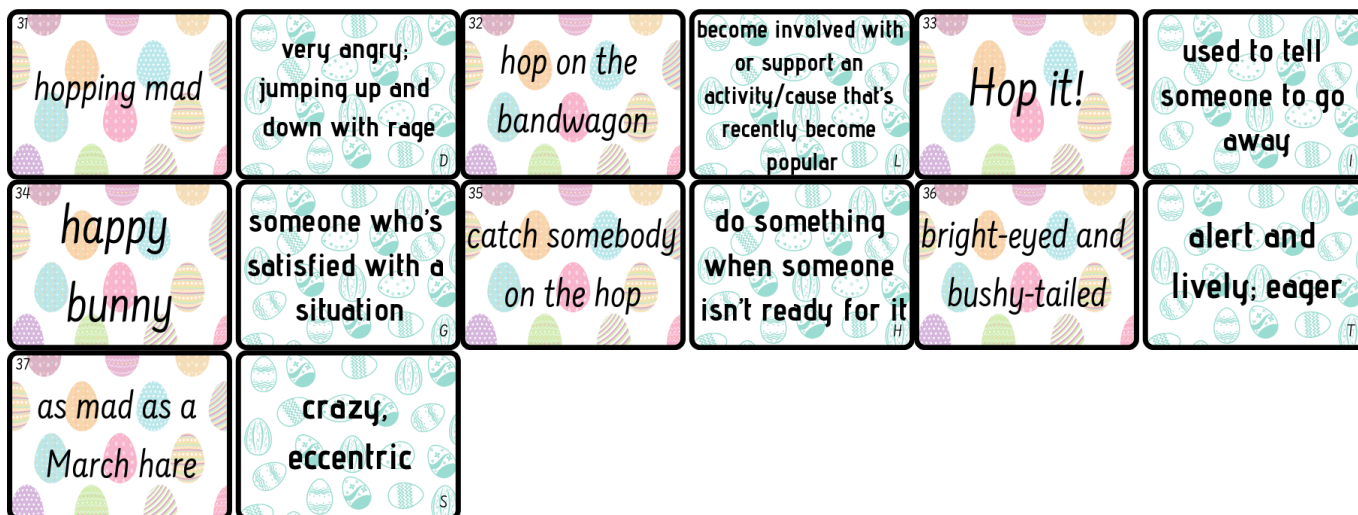 31
hopping mad
very angry;
jumping up and
down with rage
D
32
hop on the
bandwagon
become involved with
or support an
activity/cause that's
recently become
popular
L
33
Hop it!
used to tell
someone to go
away
I
34
happy
bunny
someone who's
satisfied with a
situation
G
35
catch somebody
on the hop
do something
when someone
isn't ready for it
H
36
bright-eyed and
bushy-tailed
alert and
lively; eager
T
37
as mad as a
March hare
crazy,
eccentric
S